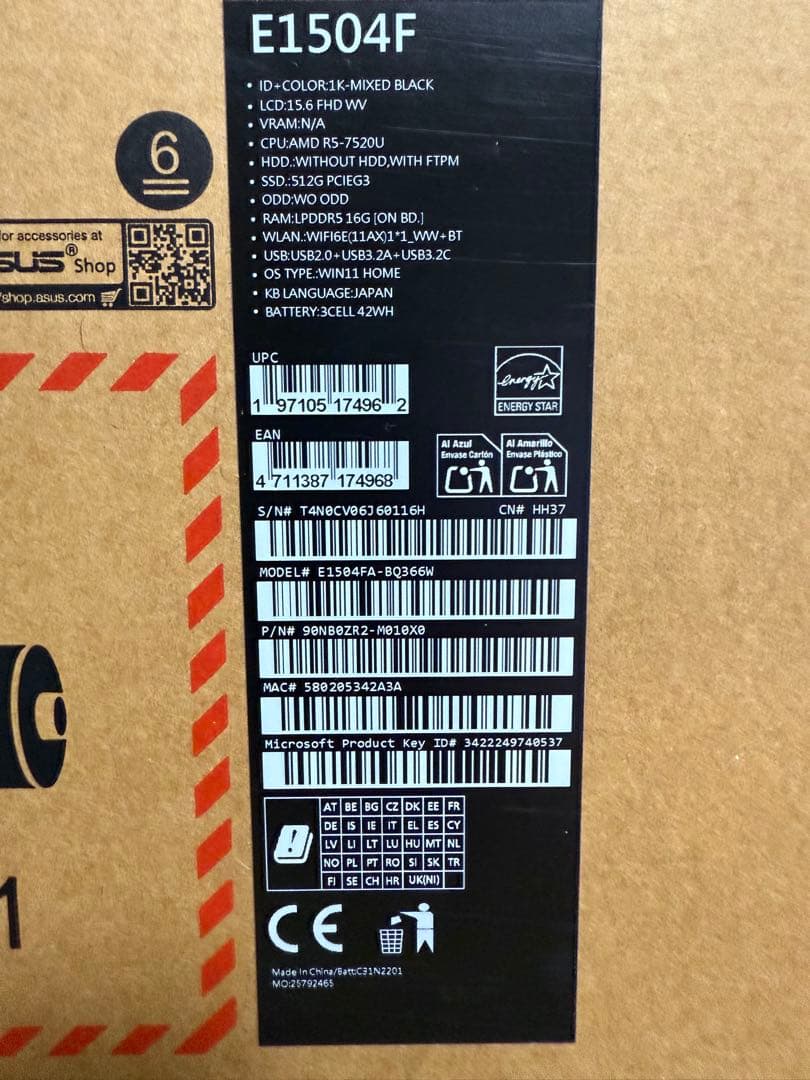 E1504F
• ID+COLOR:1K-MIXED BLACK
• LCD:15.6 FHD WV
• VRAM:N/A
• CPU:AMD R5-7520U
• HDD.:WITHOUT HDD,WITH FTPM
• SSD.:512G PCIEG3
• ODD:WO ODD
• RAM:LPDDR5 16G [ON BD.]
• WLAN.:WIFI6E(11AX)1*1_WW+BT
• USB:USB2.0+USB3.2A+USB3.2C
• OS TYPE.:WIN11 HOME
• KB LANGUAGE:JAPAN
• BATTERY:3CELL 42WH
6
or accessories at
SUS® Shop
shop.asus.com
UPC
1 97105 17496 2
energy
ENERGY STAR
EAN
4 711387 174968
Al Azul
Envase Cartón
Al Amarillo
Envase Plástico
S/N# T4N0CV06J60116H CN# HH37
MODEL# E1504FA-BQ366W
P/N# 90NB0ZR2-M010X0
MAC# 580205342A3A
Microsoft Product Key ID# 3422249740537
AT BE BG CZ DK EE FR
DE IS IE IT EL ES CY
LV LI LT LU HU MT NL
NO PL PT RO SI SK TR
FI SE CH HR UK(NI)
1
CE
Made In China/Batt:C31N2201
MO:25792465